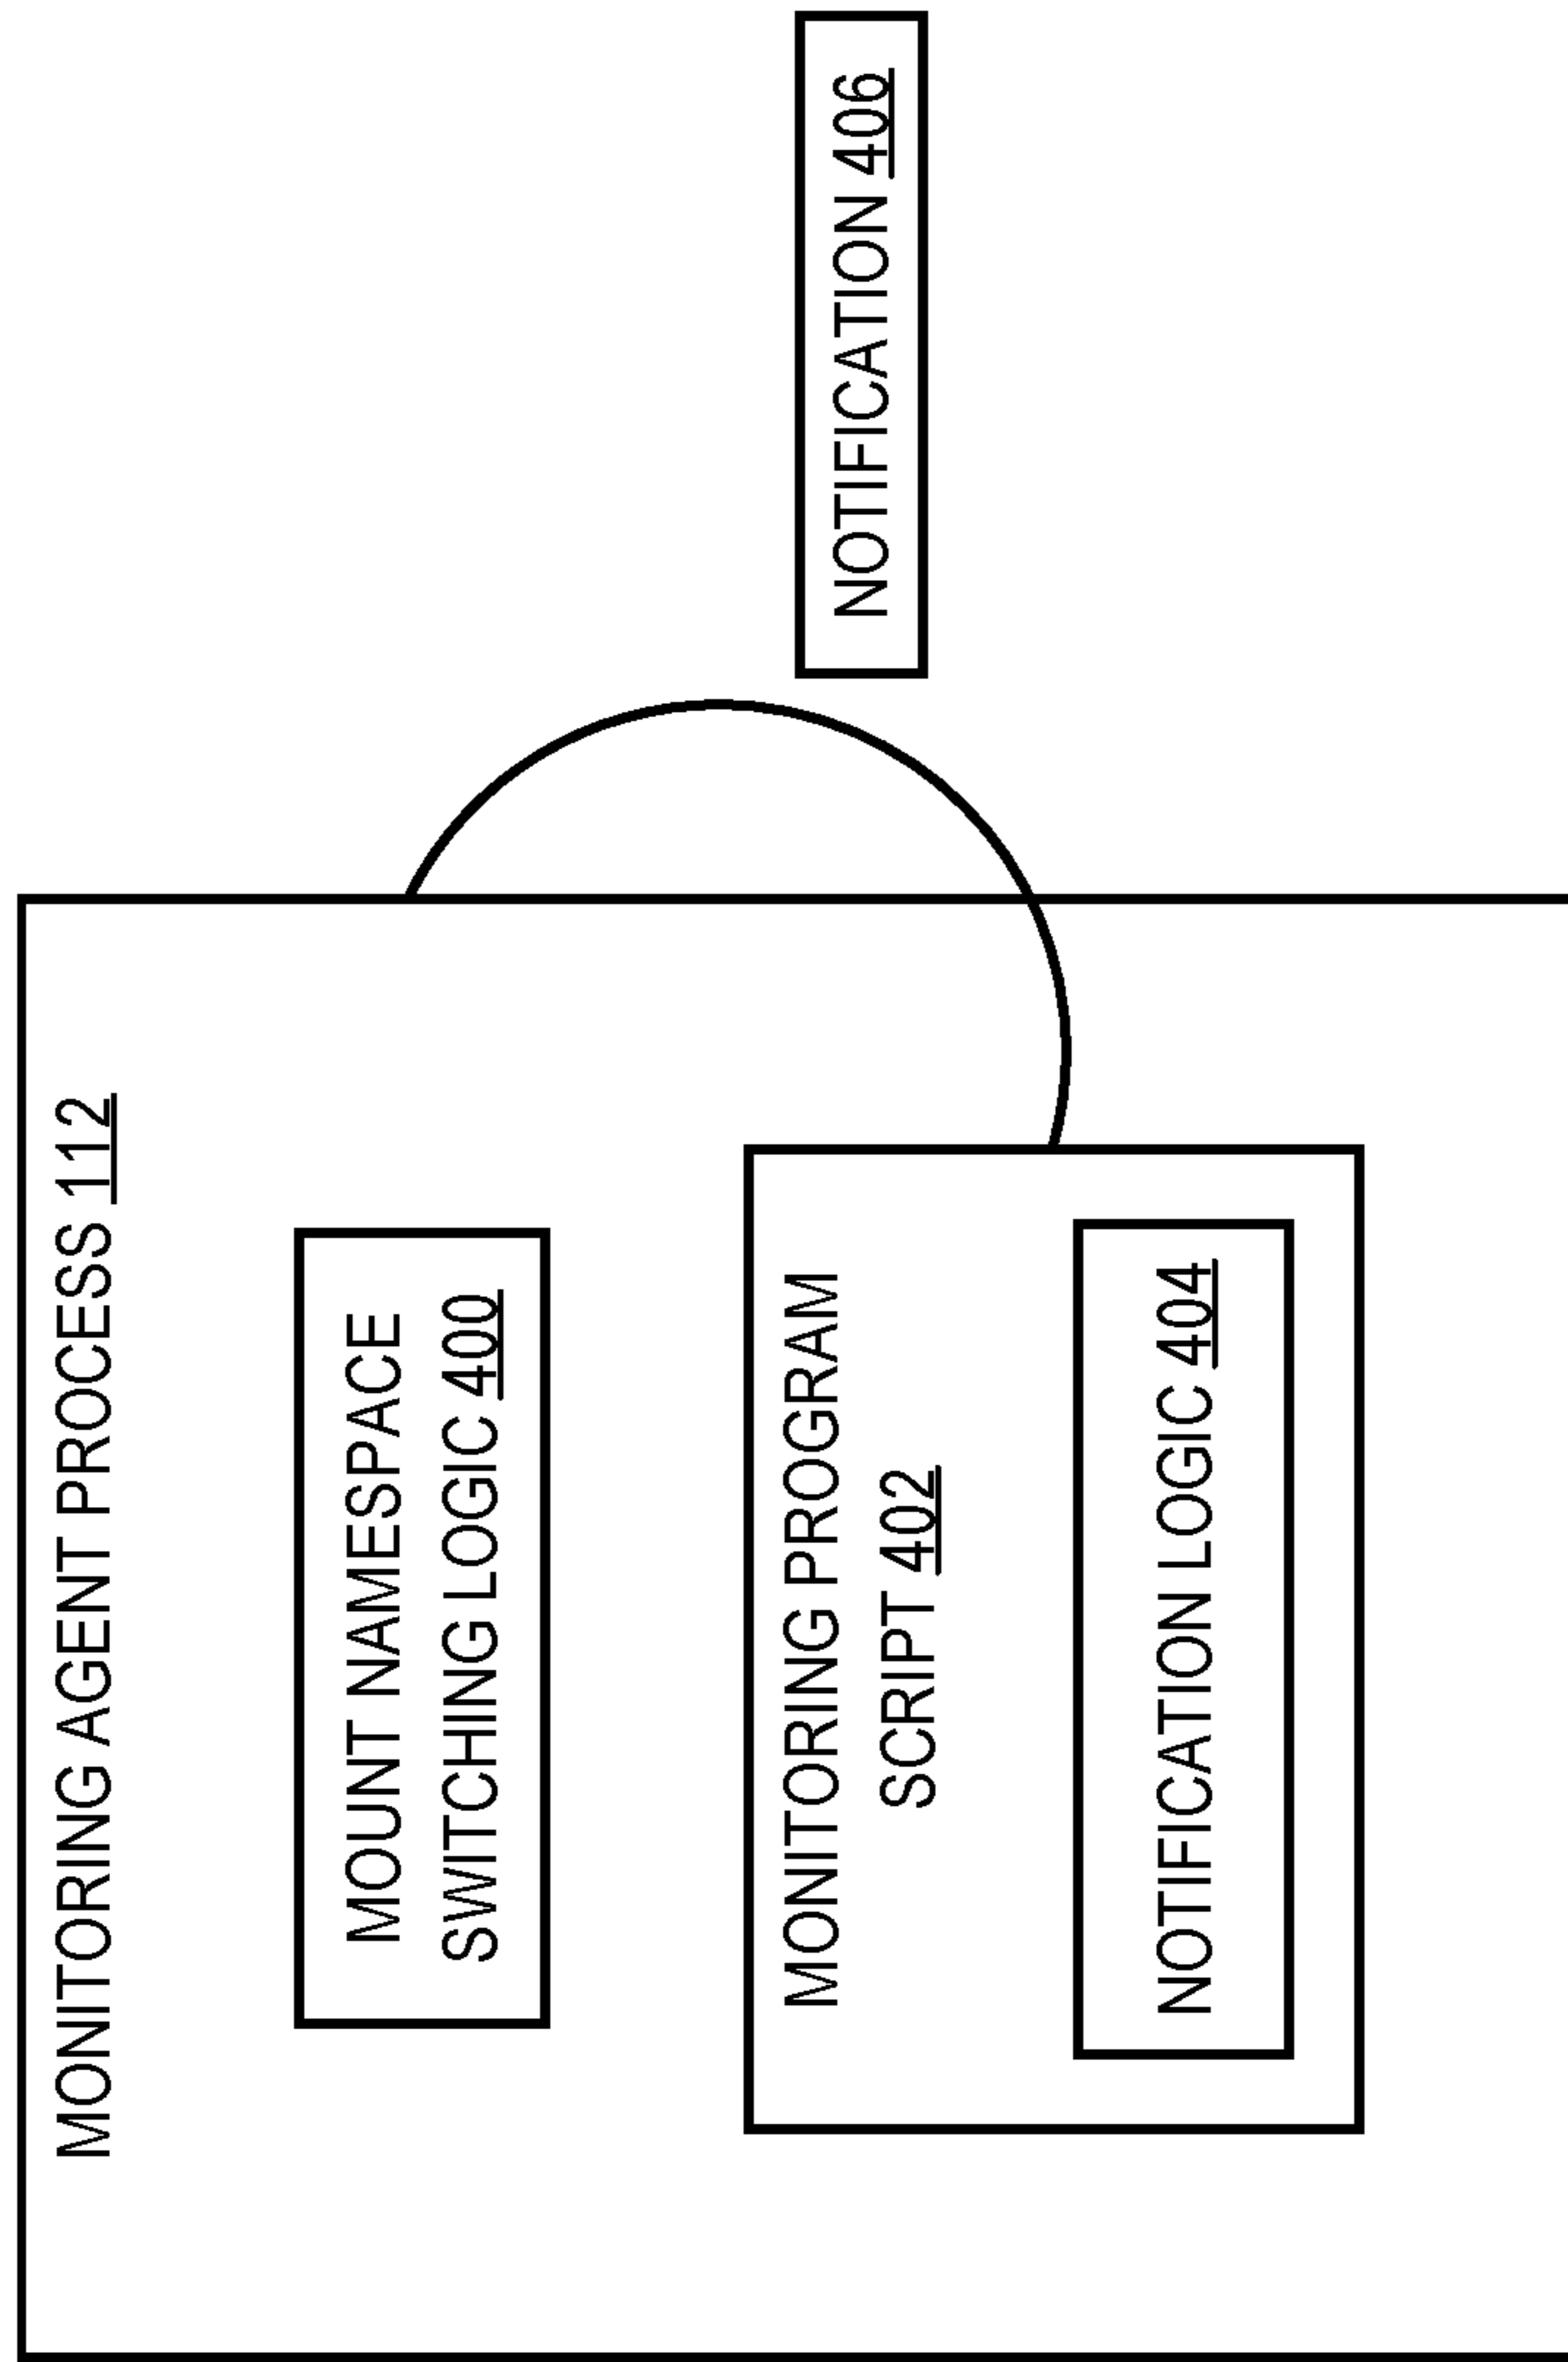 MONITORING AGENT PROCESS 112
MOUNT NAMESPACE
SWITCHING LOGIC 400
MONITORING PROGRAM
SCRIPT 402
NOTIFICATION LOGIC 404
NOTIFICATION 406